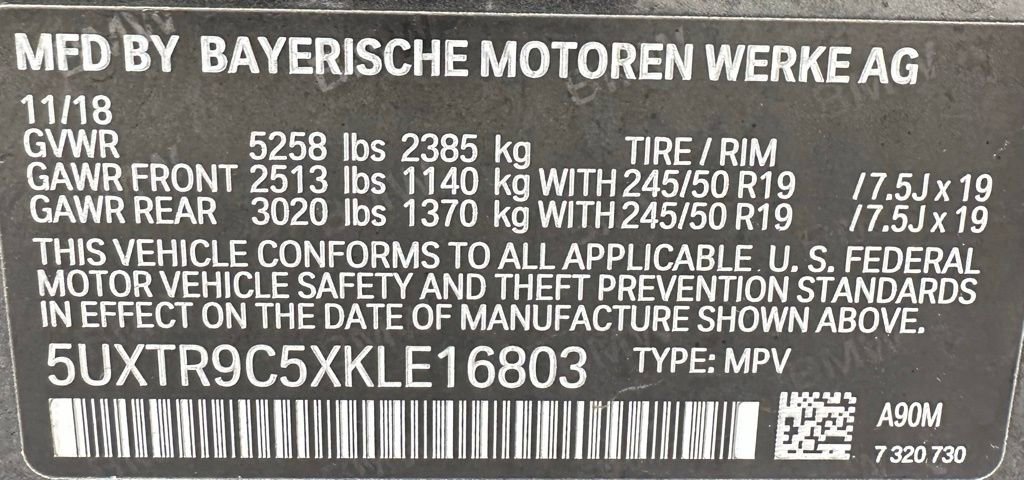 MFD BY BAYERISCHE MOTOREN WERKE AG
11/18
GVWR 5258 lbs 2385 kg TIRE / RIM
GAWR FRONT 2513 lbs 1140 kg WITH 245/50 R19 /7.5J x 19
GAWR REAR 3020 lbs 1370 kg WITH 245/50 R19 /7.5J x 19
THIS VEHICLE CONFORMS TO ALL APPLICABLE U. S. FEDERAL
MOTOR VEHICLE SAFETY AND THEFT PREVENTION STANDARDS
IN EFFECT ON THE DATE OF MANUFACTURE SHOWN ABOVE.
5UXTR9C5XKLE16803 TYPE: MPV
A90M
7 320 730